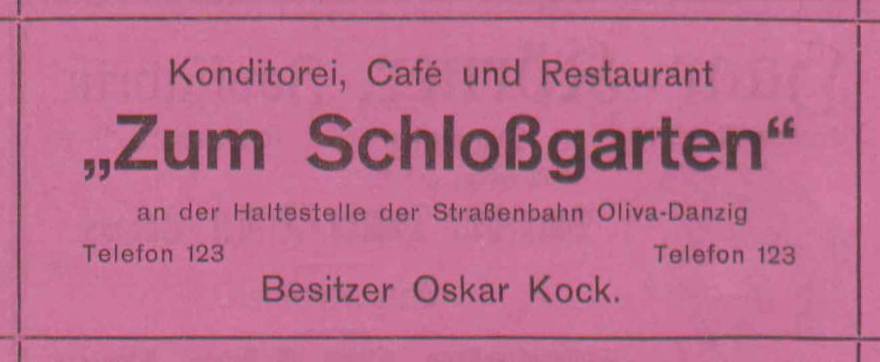 Konditorei, Café und Restaurant
„Zum Schloßgarten“
an der Haltestelle der Straßenbahn Oliva-Danzig
Telefon 123 Telefon 123
Besitzer Oskar Kock.